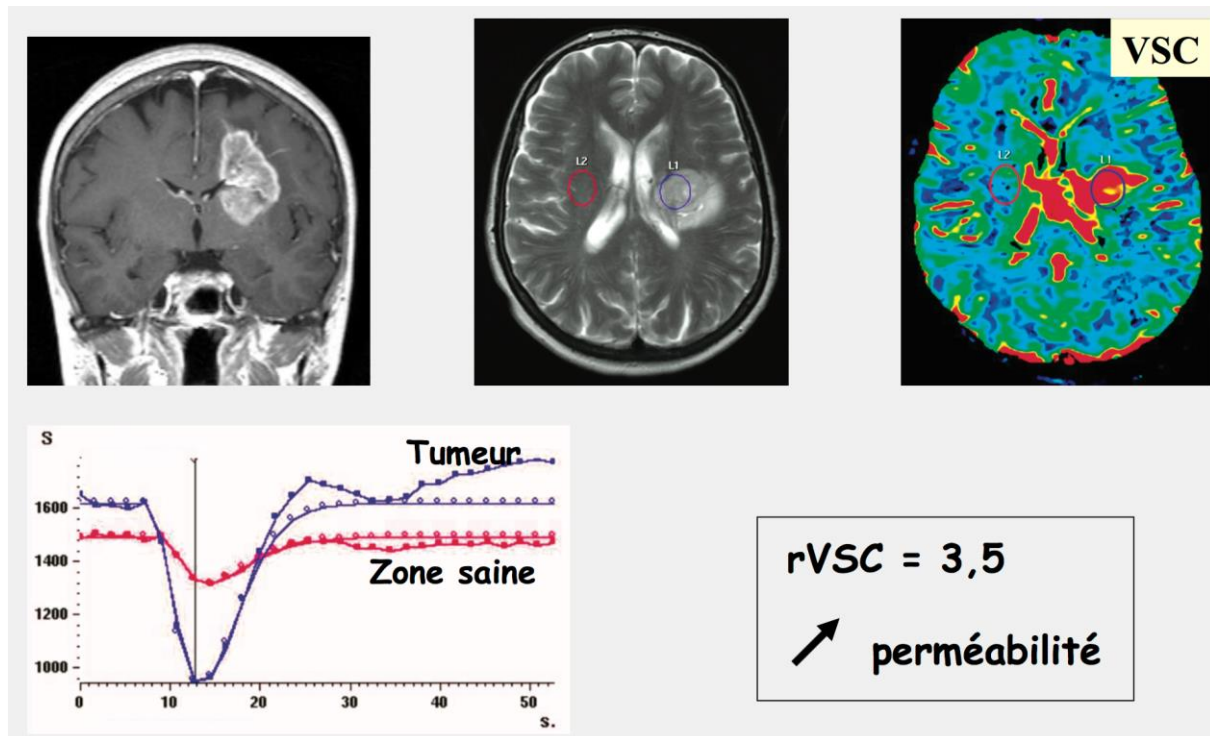 L2
L1
VSC
L2
L1
S
Tumeur
1600
1400
Zone saine
1200
1000
0
10
20
30
40
50
s.
rVSC = 3,5
perméabilité